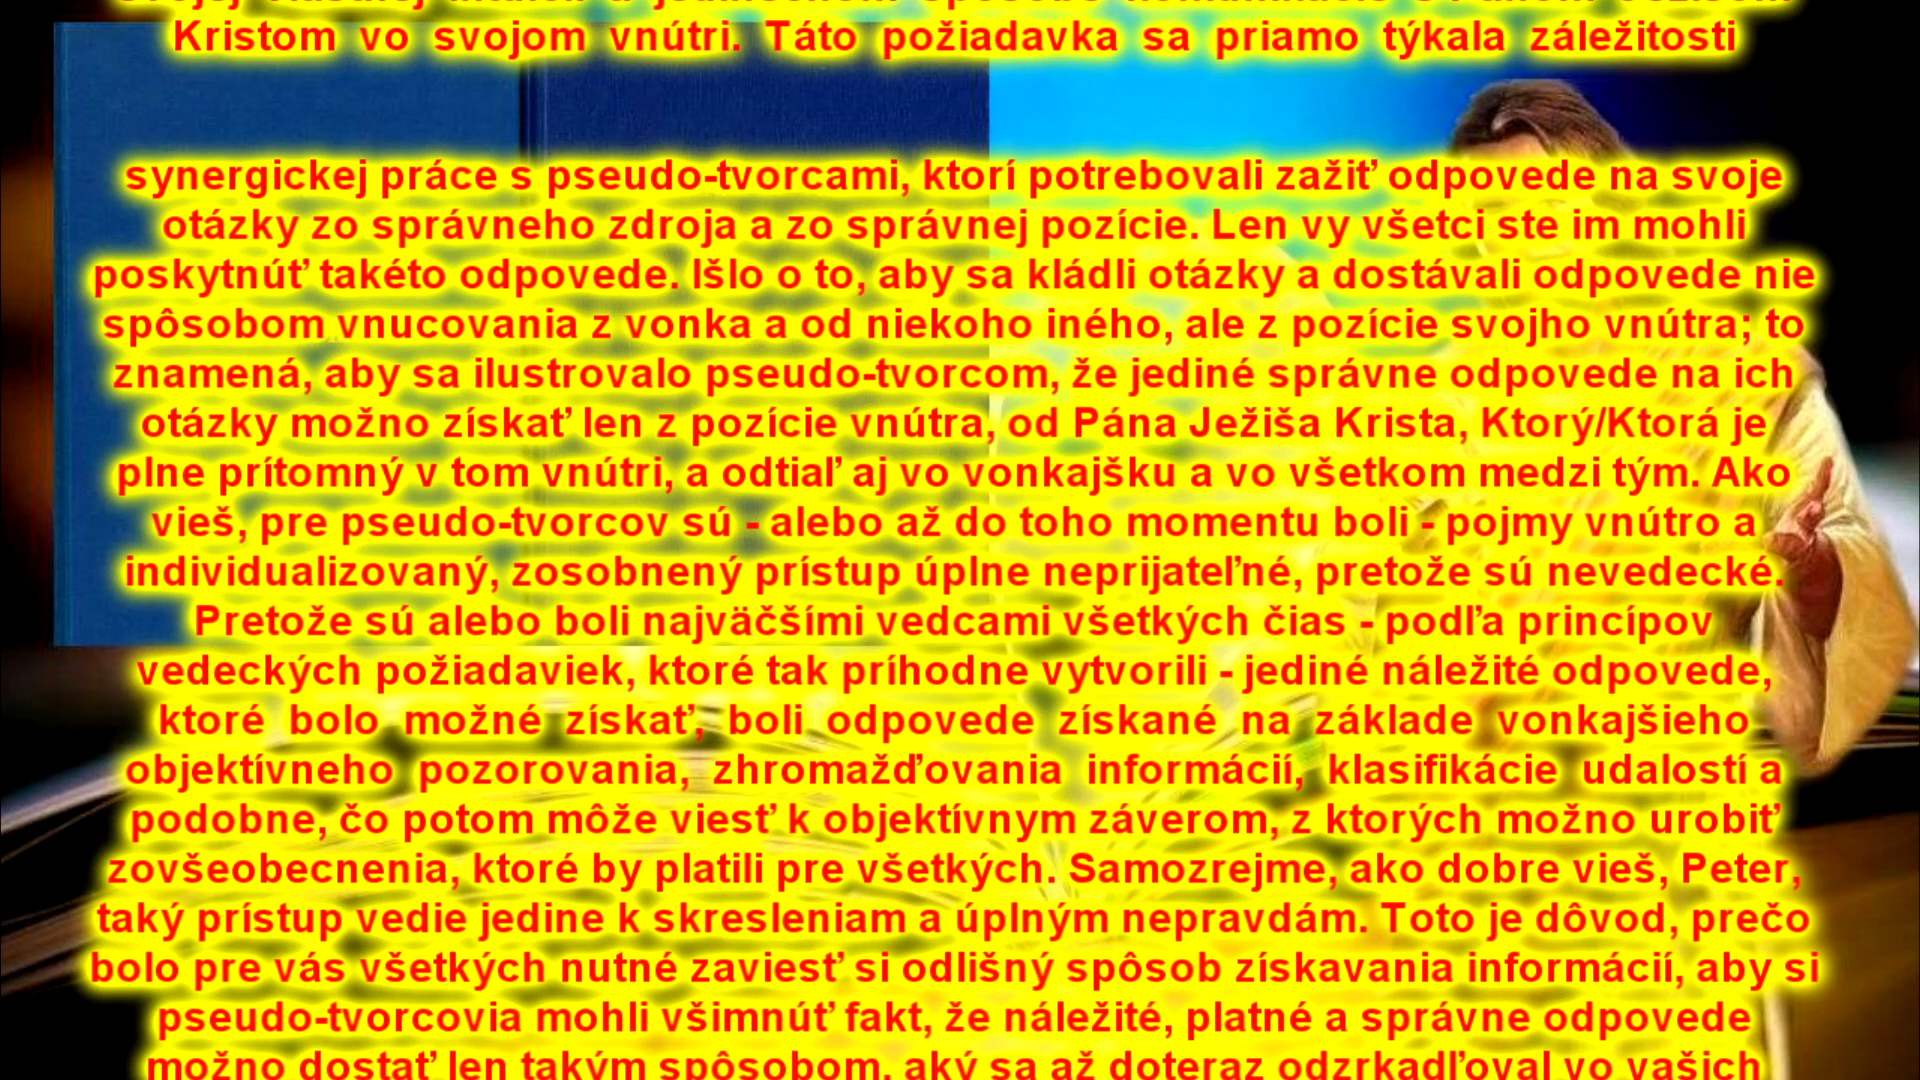 Kristom vo svojom vnútri. Táto požiadavka sa priamo týkala záležitosti
synergickej práce s pseudo-tvorcami, ktorí potrebovali zažiť odpovede na svoje
otázky zo správneho zdroja a zo správnej pozície. Len vy všetci ste im mohli
poskytnúť takéto odpovede. Išlo o to, aby sa kládli otázky a dostávali odpovede nie
spôsobom vnucovania z vonka a od niekoho iného, ale z pozície svojho vnútra; to
znamená, aby sa ilustrovalo pseudo-tvorcom, že jediné správne odpovede na ich
otázky možno získať len z pozície vnútra, od Pána Ježiša Krista, Ktorý/Ktorá je
plne prítomný v tom vnútri, a odtiaľ aj vo vonkajšku a vo všetkom medzi tým. Ako
vieš, pre pseudo-tvorcov sú - alebo až do toho momentu boli - pojmy vnútro a
individualizovaný, zosobnený prístup úplne neprijateľné, pretože sú nevedecké.
Pretože sú alebo boli najväčšími vedcami všetkých čias - podľa princípov
vedeckých požiadaviek, ktoré tak príhodne vytvorili - jediné náležité odpovede,
ktoré bolo možné získať, boli odpovede získané na základe vonkajšieho
objektívneho pozorovania, zhromažďovania informácií, klasifikácie udalostí a
podobne, čo potom môže viesť k objektívnym záverom, z ktorých možno urobiť
zovšeobecnenia, ktoré by platili pre všetkých. Samozrejme, ako dobre vieš, Peter,
taký prístup vedie jedine k skresleniam a úplným nepravdám. Toto je dôvod, prečo
bolo pre vás všetkých nutné zaviesť si odlišný spôsob získavania informácií, aby si
pseudo-tvorcovia mohli všimnúť fakt, že náležité, platné a správne odpovede
možno dostať len takým spôsobom, aký sa až doteraz odzrkadľoval vo vašich